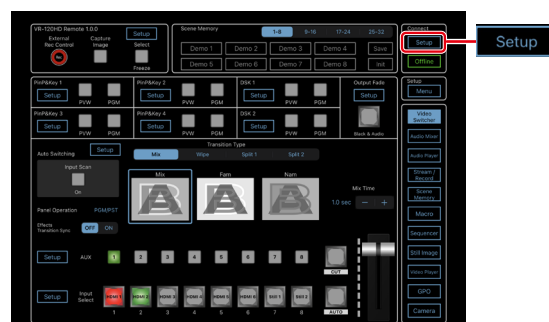 VR-120HD Remote 1.0.0
External
Rec Control
Rec
Capture
Image
Setup
Select
Freeze
Scene Memory
1-8
9-16
17-24
25-32
Demo 1
Demo 2
Demo 3
Demo 4
Save
Demo 5
Demo 6
Demo 7
Demo 8
Init
Connect
Setup
Offline
Setup
PinP&Key 1
Setup
PVW
PGM
PinP&Key 2
Setup
PVW
PGM
DSK 1
Setup
PVW
PGM
Output Fade
Setup
Black & Audio
PinP&Key 3
Setup
PVW
PGM
PinP&Key 4
Setup
PVW
PGM
DSK 2
Setup
PVW
PGM
Setup
Menu
Video
Switcher
Audio Mixer
Audio Player
Stream /
Record
Scene
Memory
Macro
Sequencer
Still Image
Video Player
GPO
Camera
Auto Switching
Setup
Input Scan
On
Transition Type
Mix
Wipe
Split 1
Split 2
Mix
Fam
Nam
Mix Time
1.0 sec
−
+
Panel Operation
PGM/PST
Effects
Transition Sync
OFF
ON
Setup
AUX
1
2
3
4
5
6
7
8
CUT
Setup
Input
Select
HDMI 1
HDMI 2
HDMI 3
HDMI 4
HDMI 5
HDMI 6
Still 1
Still 2
1
2
3
4
5
6
7
8
AUTO